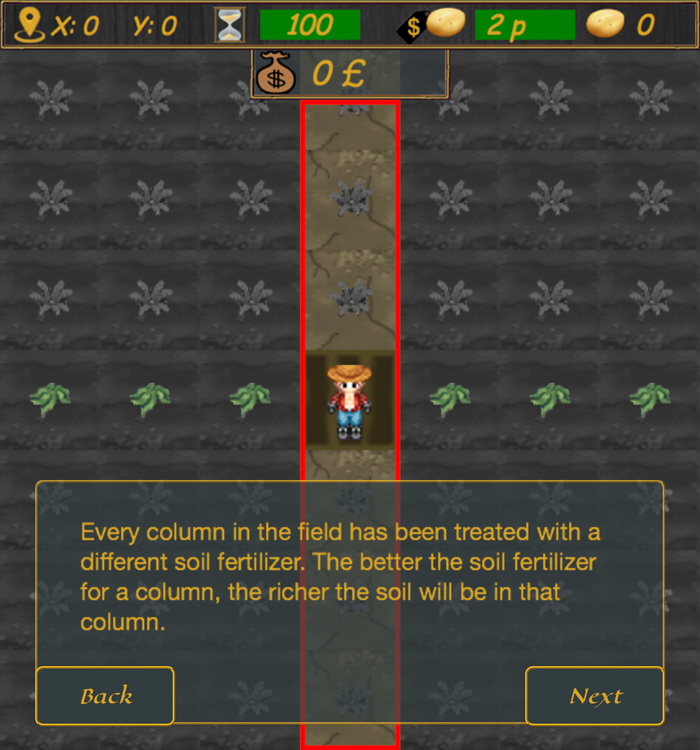 X: 0 Y: 0 100 $ 2 p 0
$ 0 £
Every column in the field has been treated with a
different soil fertilizer. The better the soil fertilizer
for a column, the richer the soil will be in that
column.
Back Next